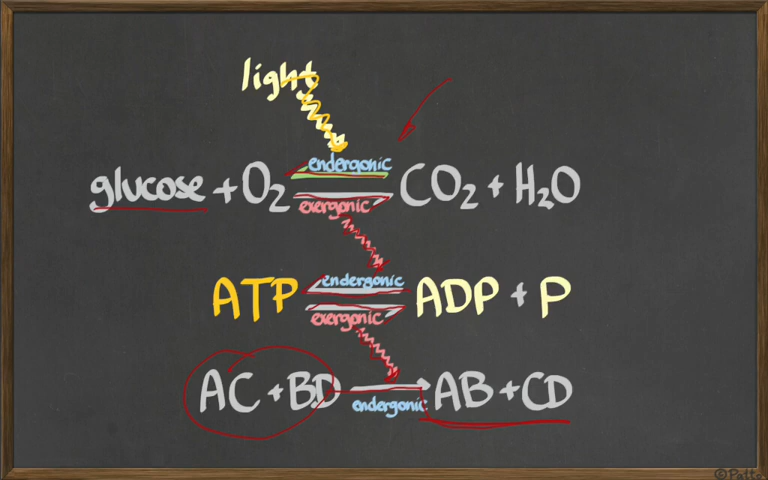 light
endergonic
glucose + O₂ CO₂ + H₂O
exergonic
endergonic
ATP ADP + P
exergonic
AC + BD → AB + CD
endergonic